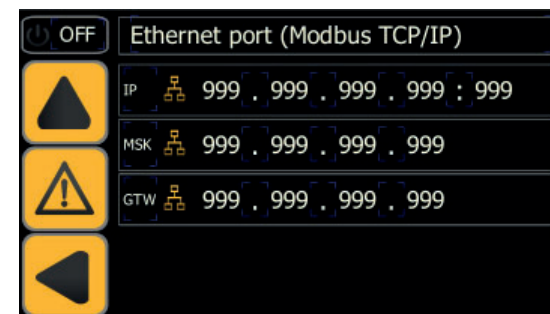 OFF Ethernet port (Modbus TCP/IP)
IP 999 . 999 . 999 . 999 : 999
MSK 999 . 999 . 999 . 999
GTW 999 . 999 . 999 . 999